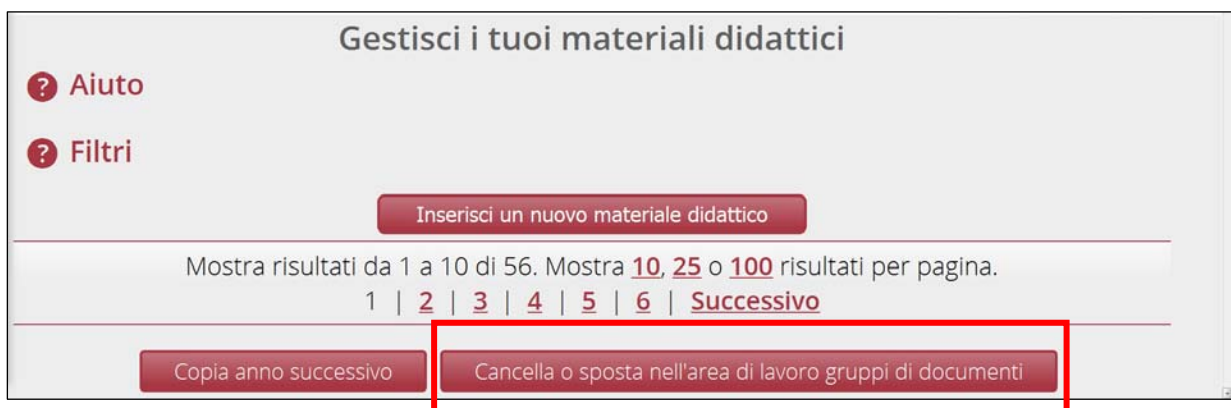 Gestisci i tuoi materiali didattici
? Aiuto
? Filtri
Inserisci un nuovo materiale didattico
Mostra risultati da 1 a 10 di 56. Mostra 10, 25 o 100 risultati per pagina.
1 | 2 | 3 | 4 | 5 | 6 | Successivo
Copia anno successivo Cancella o sposta nell'area di lavoro gruppi di documenti